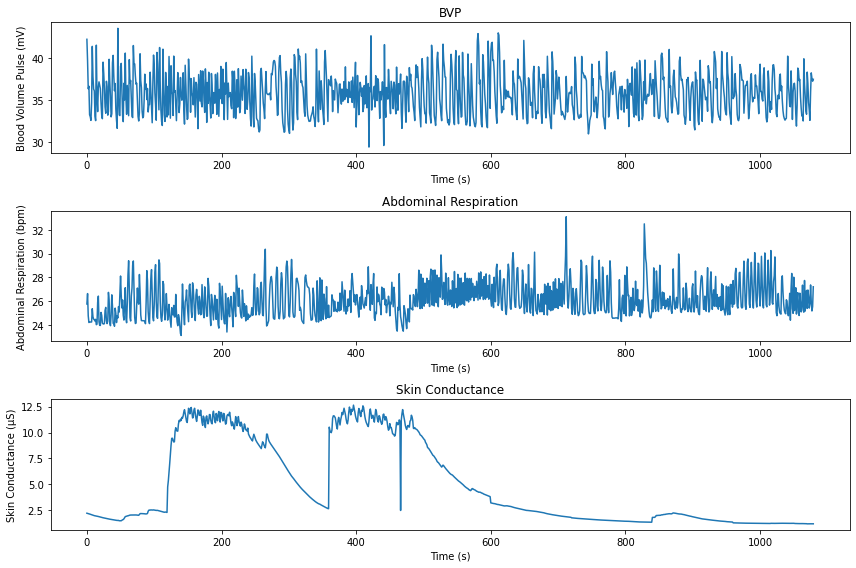 BVP
Blood Volume Pulse (mV)
40
35
30
0 200 400 600 800 1000
Time (s)
Abdominal Respiration
Abdominal Respiration (bpm)
32
30
28
26
24
0 200 400 600 800 1000
Time (s)
Skin Conductance
Skin Conductance (µS)
12.5
10.0
7.5
5.0
2.5
0 200 400 600 800 1000
Time (s)